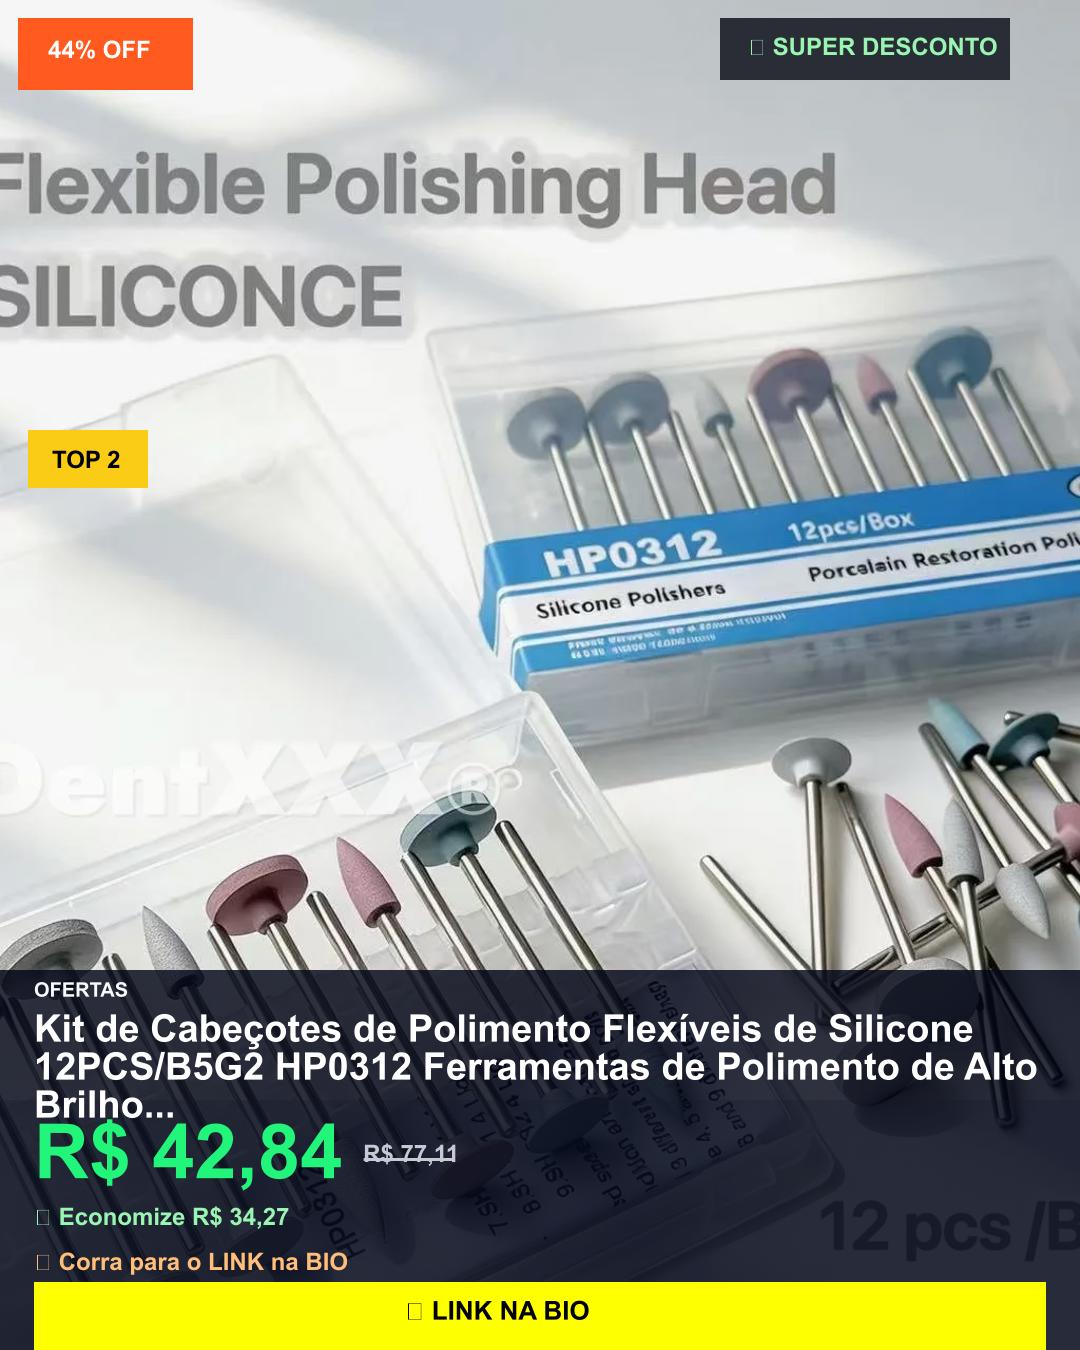 44% OFF
SUPER DESCONTO
Flexible Polishing Head
SILICONCE
TOP 2
HP0312
12pcs/Box
Silicone Polishers
Porcelain Restoration Poli
DentXXX®
OFERTAS
Kit de Cabeçotes de Polimento Flexíveis de Silicone
12PCS/B5G2 HP0312 Ferramentas de Polimento de Alto
Brilho...
R$ 42,84 R$ 77,11
Economize R$ 34,27
HP0312
12 pcs /B
Corra para o LINK na BIO
LINK NA BIO